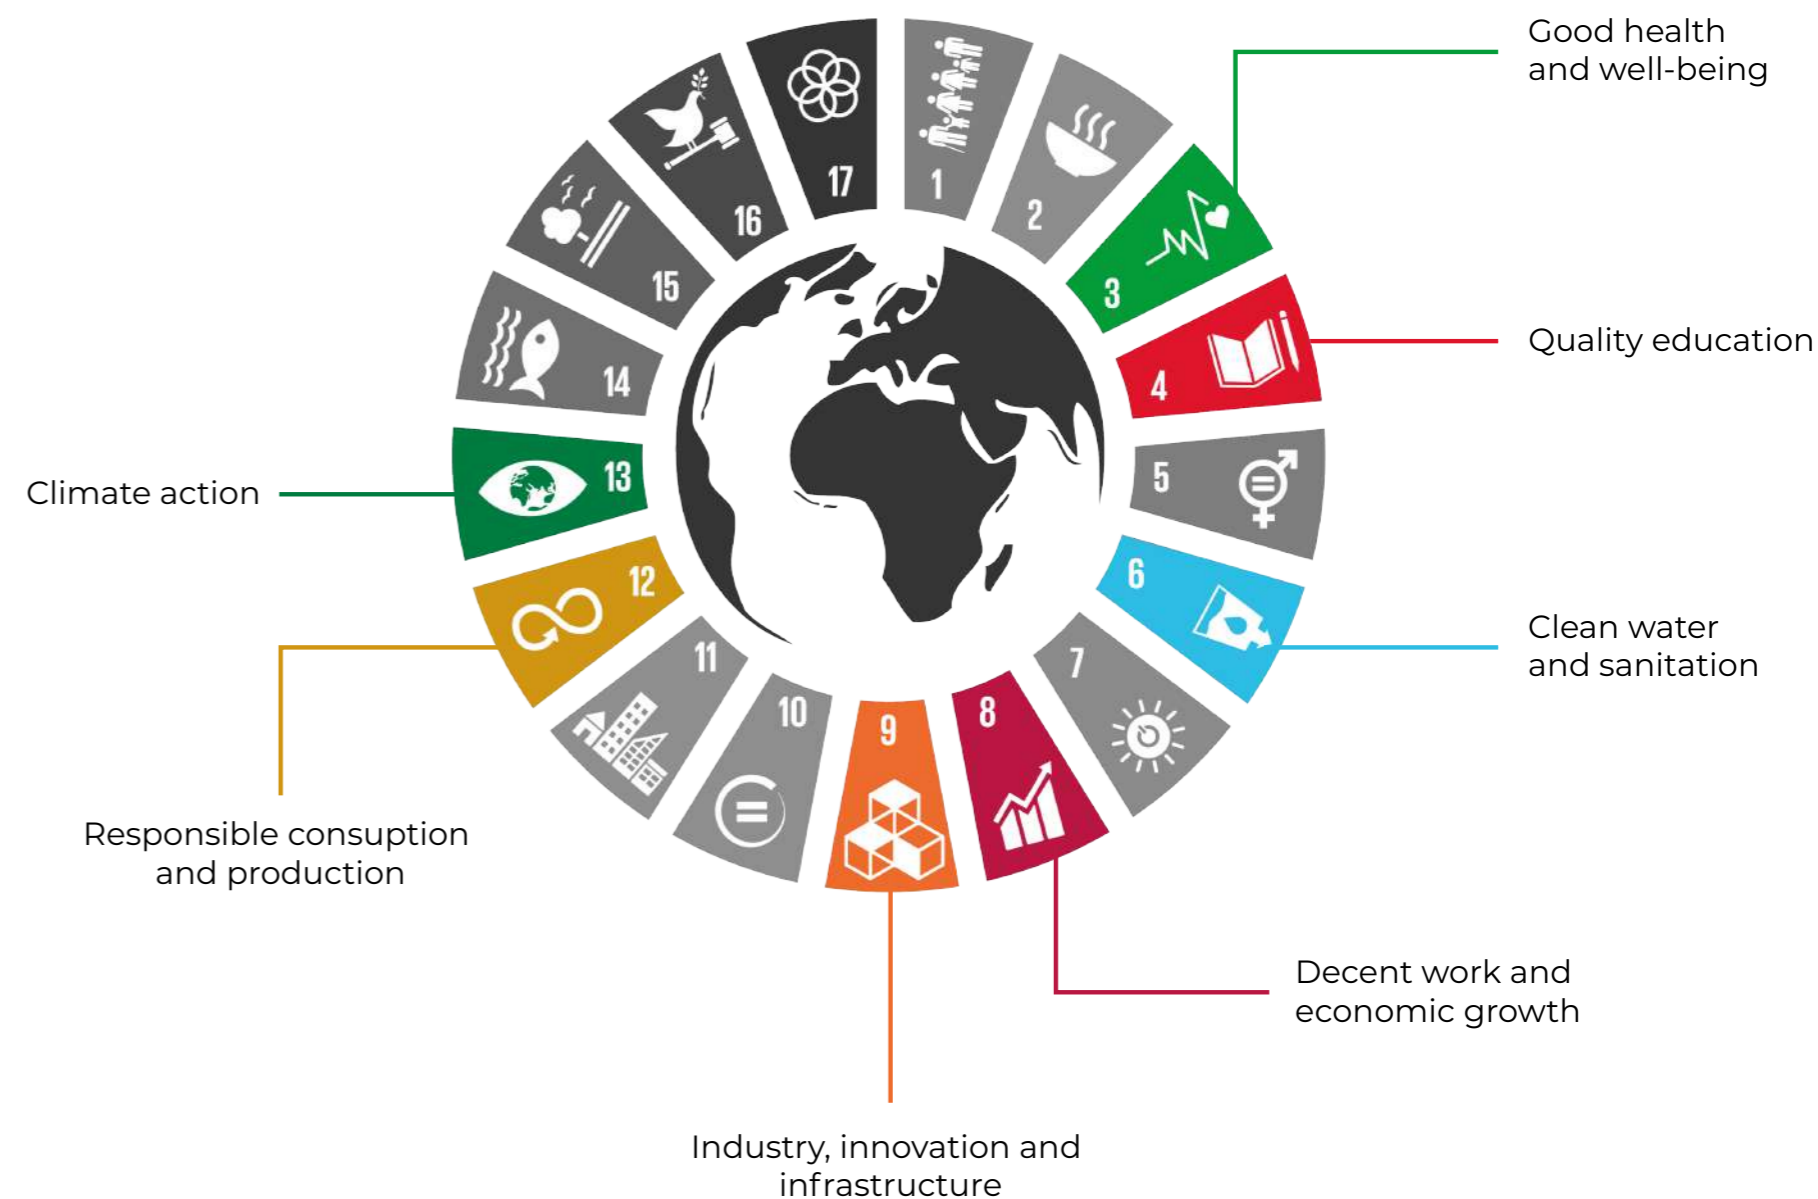 Good health
and well-being
17
1
16
2
15
3
Quality education
14
4
Climate action
13
5
12
6
Clean water
and sanitation
11
7
10
9
8
Responsible consuption
and production
Decent work and
economic growth
Industry, innovation and
infrastructure